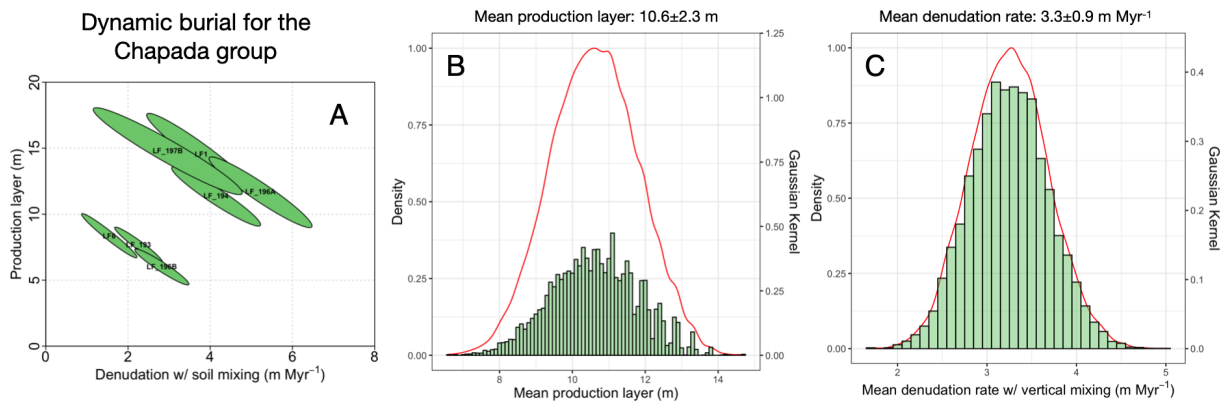 Dynamic burial for the
Chapada group
A
20
15
10
5
0
Production layer (m)
LF_197B
LF1
LF_196A
LF_194
LF6
LF_193
LF_195B
0 2 4 6 8
Denudation w/ soil mixing (m Myr⁻¹)
Mean production layer: 10.6±2.3 m
B
1.00
0.75
0.50
0.25
0.00
Density
1.25
1.00
0.75
0.50
0.25
0.00
Gaussian Kernel
8 10 12 14
Mean production layer (m)
Mean denudation rate: 3.3±0.9 m Myr⁻¹
C
1.00
0.75
0.50
0.25
0.00
Density
0.4
0.3
0.2
0.1
0.0
Gaussian Kernel
2 3 4 5
Mean denudation rate w/ vertical mixing (m Myr⁻¹)